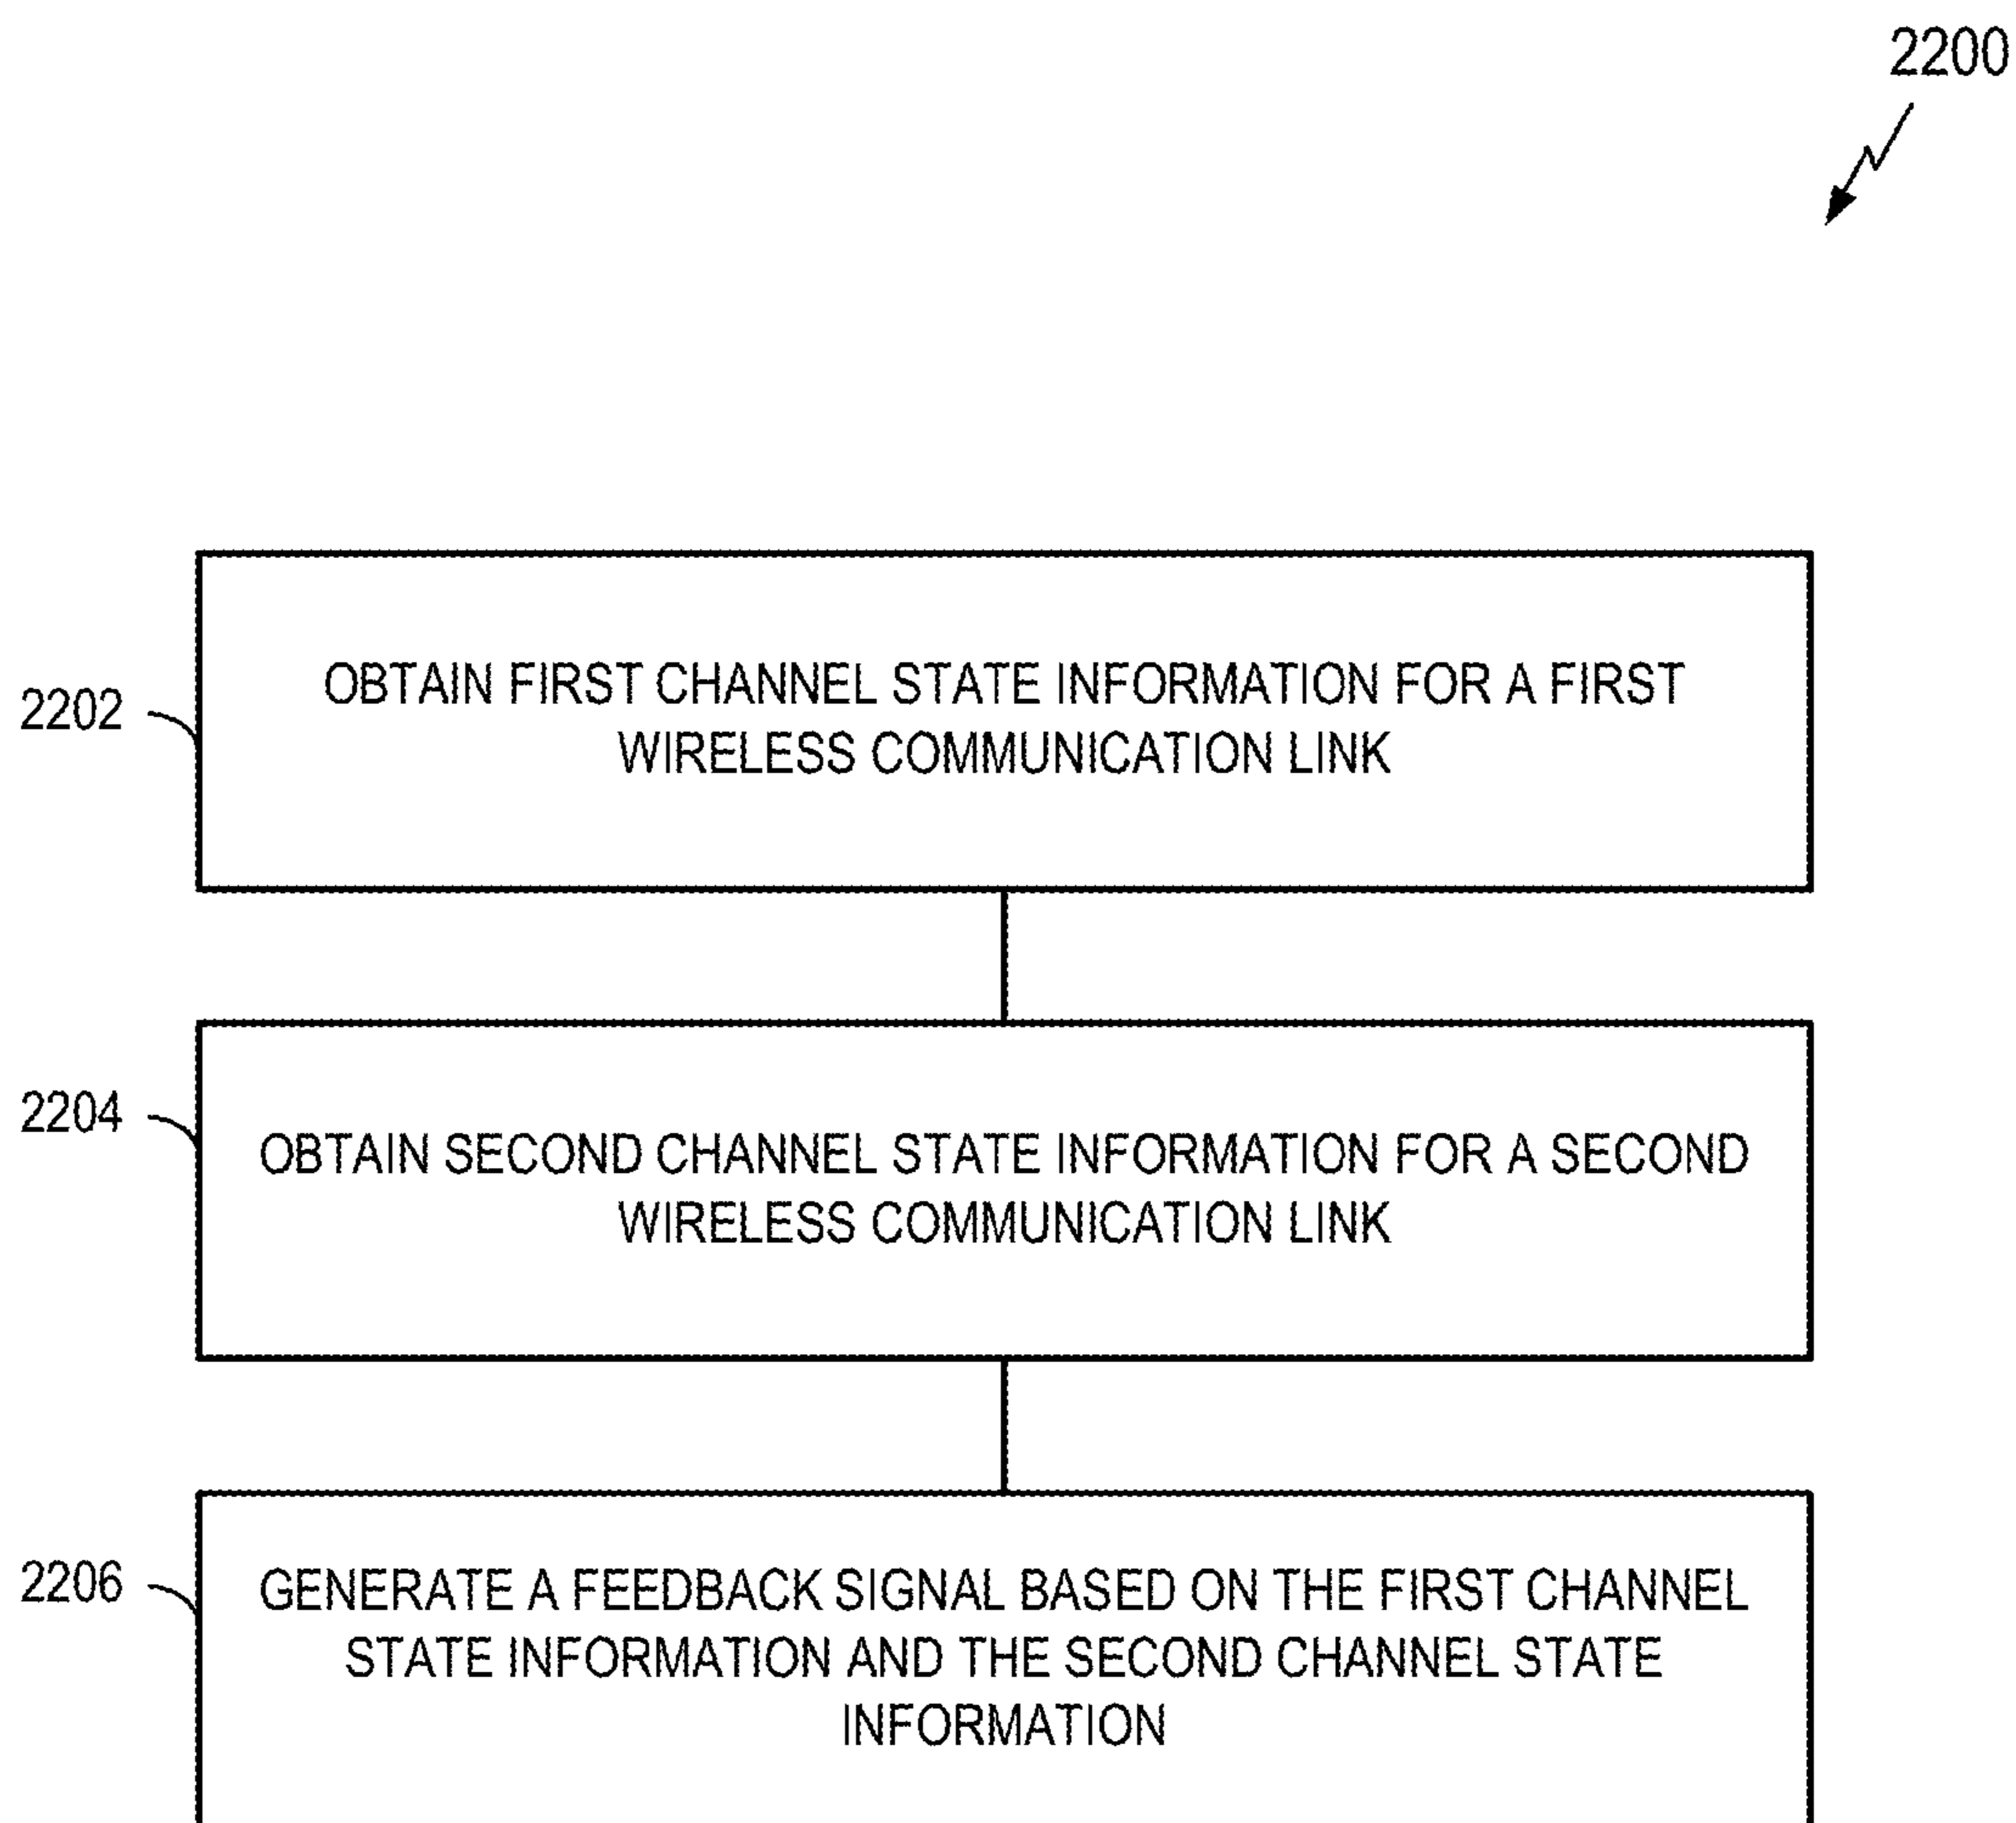 2200
2202
OBTAIN FIRST CHANNEL STATE INFORMATION FOR A FIRST
WIRELESS COMMUNICATION LINK
2204
OBTAIN SECOND CHANNEL STATE INFORMATION FOR A SECOND
WIRELESS COMMUNICATION LINK
2206
GENERATE A FEEDBACK SIGNAL BASED ON THE FIRST CHANNEL
STATE INFORMATION AND THE SECOND CHANNEL STATE
INFORMATION